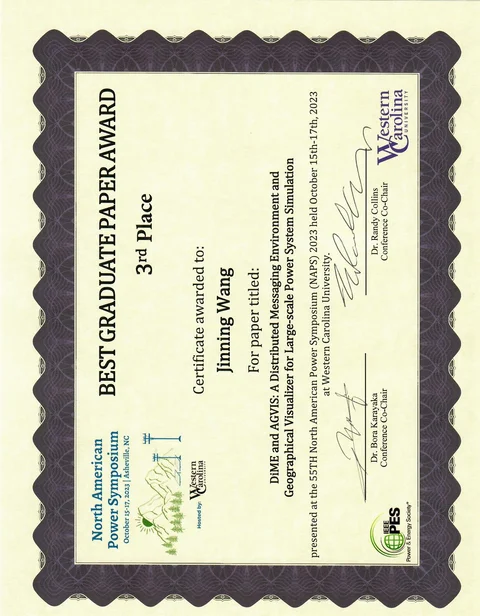 North American
Power Symposium
October 15-17, 2023 | Asheville, NC
Hosted by: Western
Carolina
UNIVERSITY
BEST GRADUATE PAPER AWARD
3rd Place
Certificate awarded to:
Jinning Wang
For paper titled:
DiME and AGVIS: A Distributed Messaging Environment and
Geographical Visualizer for Large-scale Power System Simulation
presented at the 55TH North American Power Symposium (NAPS) 2023 held October 15th-17th, 2023
at Western Carolina University.
Dr. Bora Karayaka
Conference Co-Chair
Dr. Randy Collins
Conference Co-Chair
IEEE
PES
Power & Energy Society®
Western
Carolina
UNIVERSITY